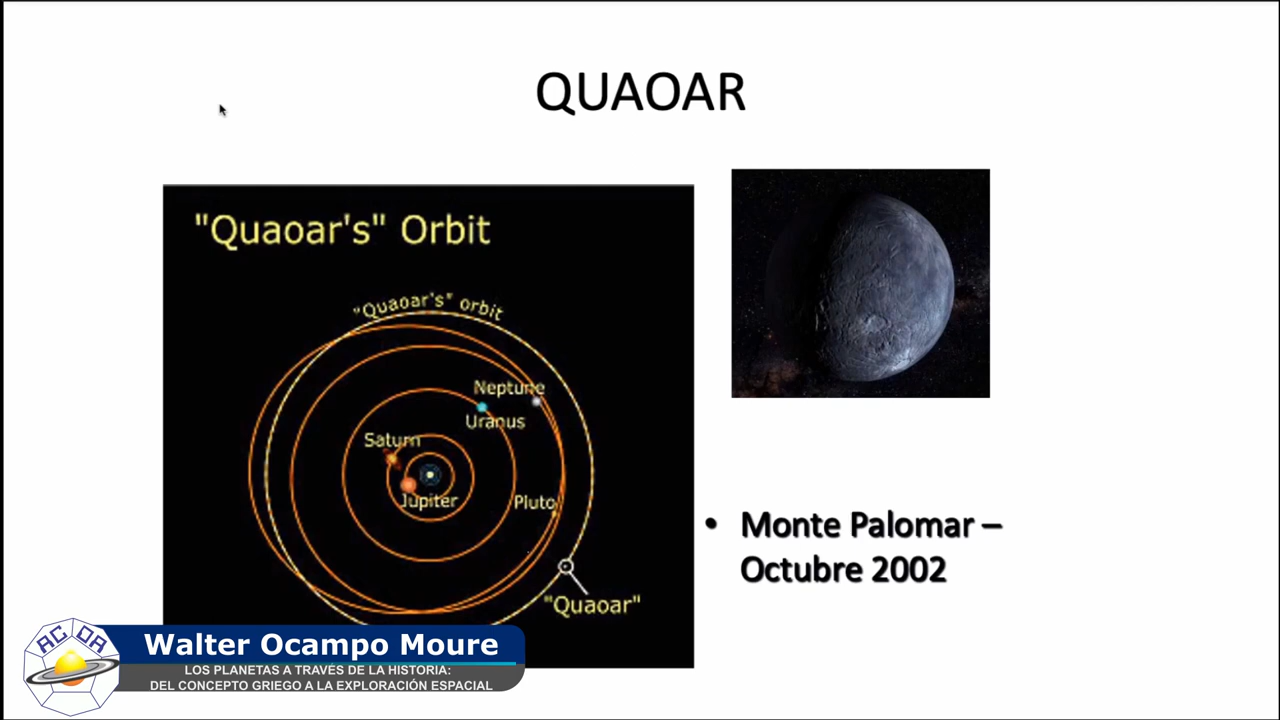 QUAOAR
"Quaoar's" Orbit
"Quaoar's" orbit
Neptune
Uranus
Saturn
Jupiter
Pluto
"Quaoar"
• Monte Palomar –
Octubre 2002
ACDA
Walter Ocampo Moure
LOS PLANETAS A TRAVÉS DE LA HISTORIA:
DEL CONCEPTO GRIEGO A LA EXPLORACIÓN ESPACIAL